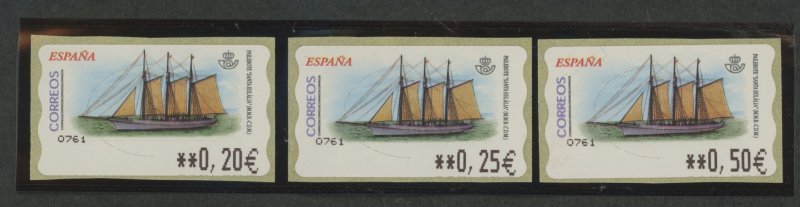 ESPAÑA
CORREOS
0761
**0,20€
ESPAÑA
CORREOS
0761
**0,25€
ESPAÑA
CORREOS
0761
**0,50€